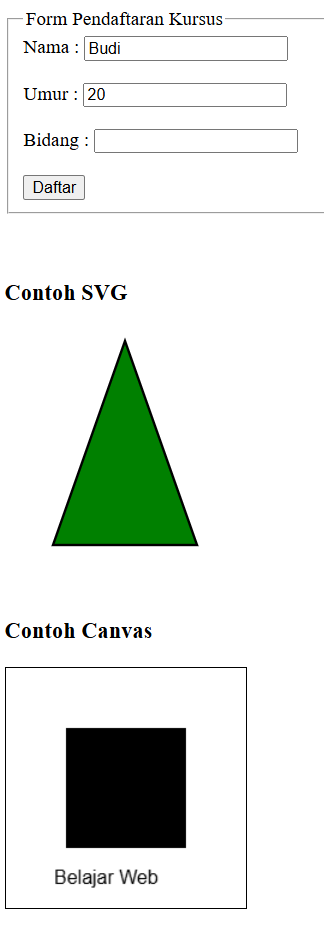 Form Pendaftaran Kursus
Nama : Budi
Umur : 20
Bidang :
Daftar
Contoh SVG
Contoh Canvas
Belajar Web